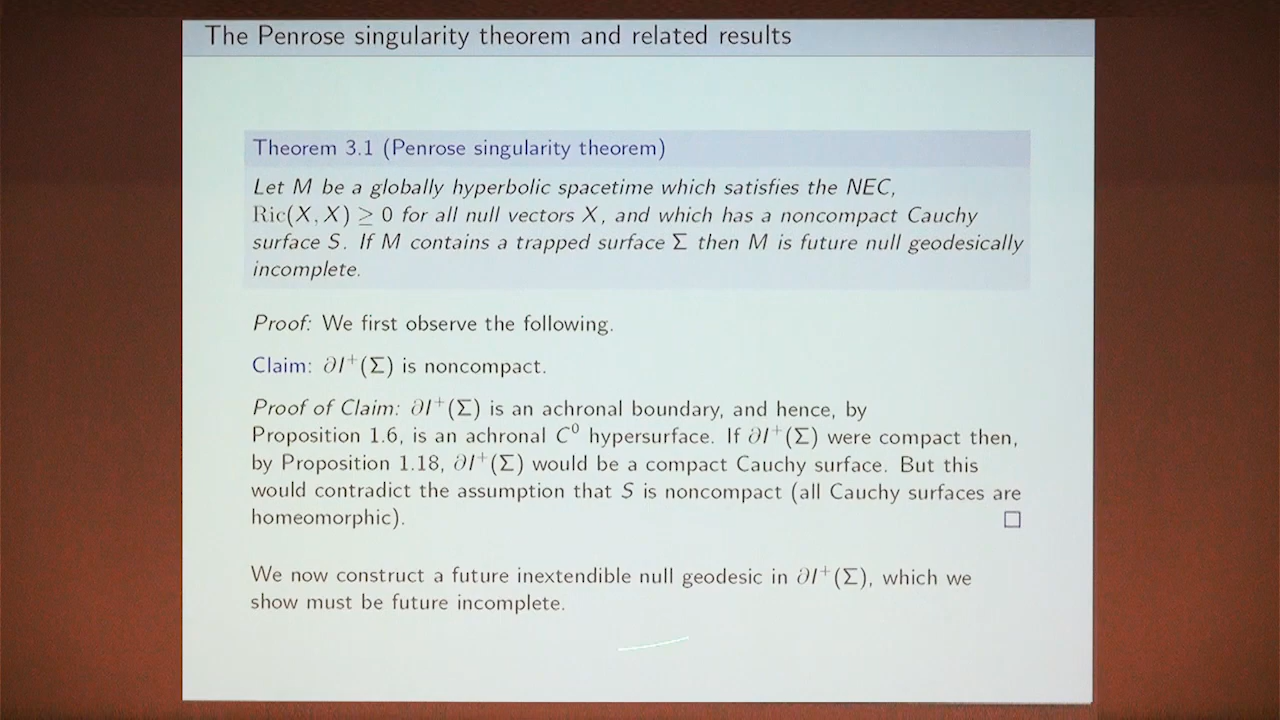 The Penrose singularity theorem and related results
Theorem 3.1 (Penrose singularity theorem)
Let M be a globally hyperbolic spacetime which satisfies the NEC,
Ric(X, X) ≥ 0 for all null vectors X, and which has a noncompact Cauchy
surface S. If M contains a trapped surface Σ then M is future null geodesically
incomplete.
Proof: We first observe the following.
Claim: ∂I⁺(Σ) is noncompact.
Proof of Claim: ∂I⁺(Σ) is an achronal boundary, and hence, by
Proposition 1.6, is an achronal C⁰ hypersurface. If ∂I⁺(Σ) were compact then,
by Proposition 1.18, ∂I⁺(Σ) would be a compact Cauchy surface. But this
would contradict the assumption that S is noncompact (all Cauchy surfaces are
homeomorphic). □
We now construct a future inextendible null geodesic in ∂I⁺(Σ), which we
show must be future incomplete.